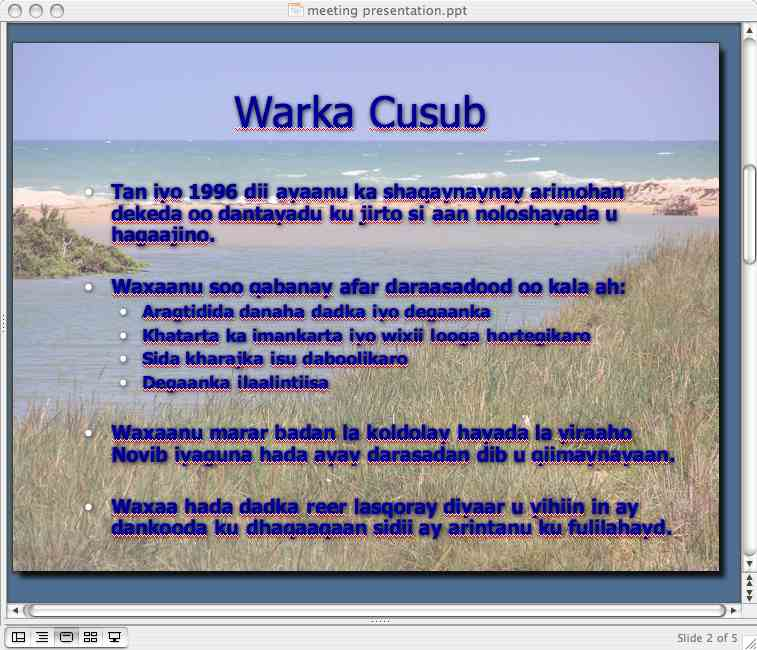 meeting presentation.ppt
Warka Cusub
Tan iyo 1996 dii ayaanu ka shaqaynaynay arimohan
dekeda oo dantayadu ku jirto si aan noloshayada u
hagaajino.
Waxaanu soo qabanay afar daraasadood oo kala ah:
Aragtidida danaha dadka iyo degaanka
Khatarta ka imankarta iyo wixii looga hortegikaro
Sida kharajka isu daboolikaro
Degaanka ilaalintiisa
Waxaanu marar badan la koldolay hayada la yiraaho
Novib iyaguna hada ayay darasadan dib u qiimaynayaan.
Waxaa hada dadka reer lasqoray diyaar u yihiin in ay
dankooda ku dhaqaaqaan sidii ay arintanu ku fulilahayd.
Slide 2 of 5